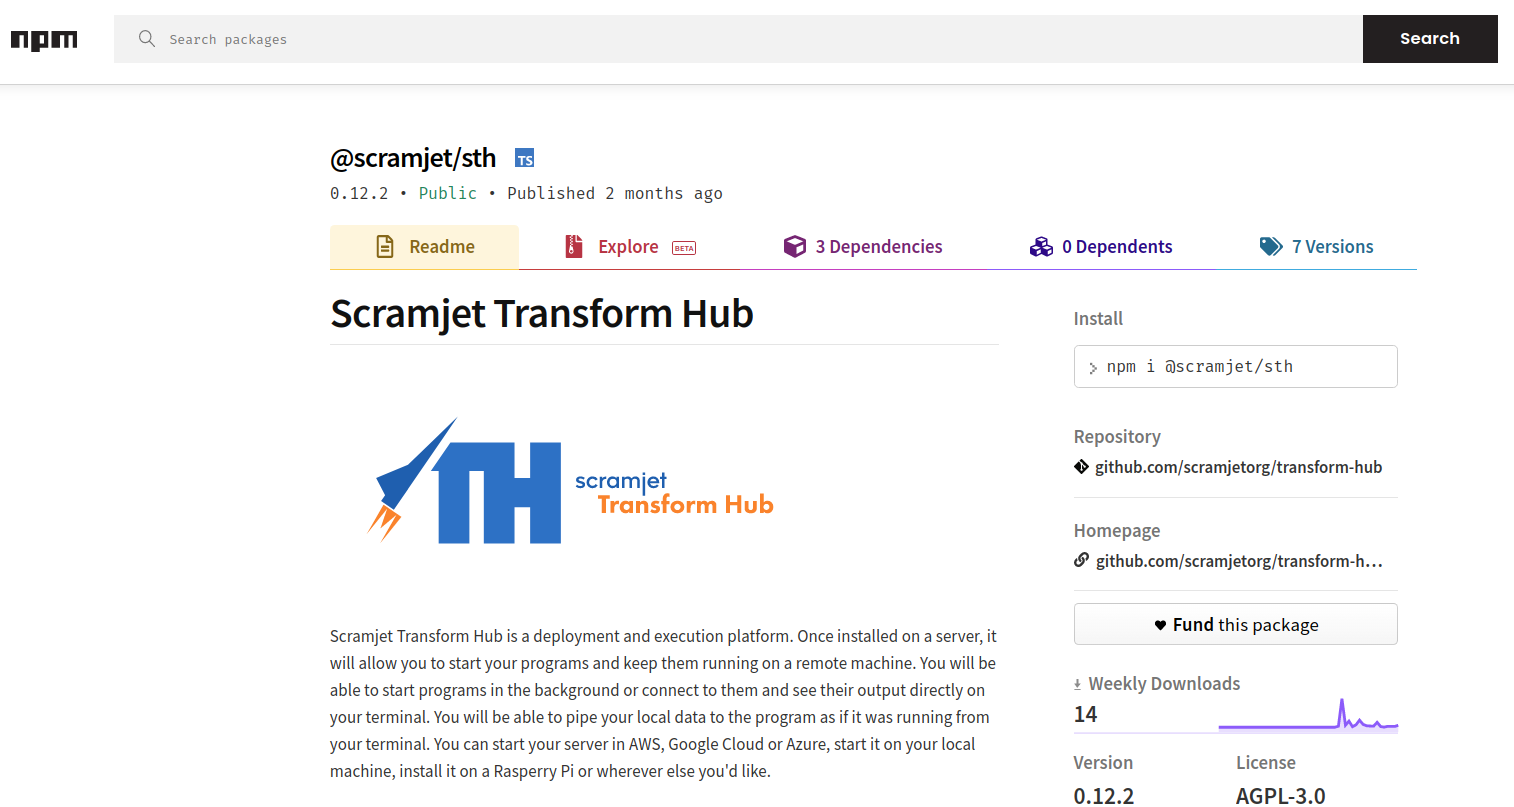 npm
Search packages
Search
@scramjet/sth TS
0.12.2 • Public • Published 2 months ago
Readme
Explore BETA
3 Dependencies
0 Dependents
7 Versions
Scramjet Transform Hub
TH
scramjet
Transform Hub
Scramjet Transform Hub is a deployment and execution platform. Once installed on a server, it
will allow you to start your programs and keep them running on a remote machine. You will be
able to start programs in the background or connect to them and see their output directly on
your terminal. You will be able to pipe your local data to the program as if it was running from
your terminal. You can start your server in AWS, Google Cloud or Azure, start it on your local
machine, install it on a Rasperry Pi or wherever else you'd like.
Install
npm i @scramjet/sth
Repository
github.com/scramjetorg/transform-hub
Homepage
github.com/scramjetorg/transform-h...
Fund this package
Weekly Downloads
14
Version
License
0.12.2
AGPL-3.0